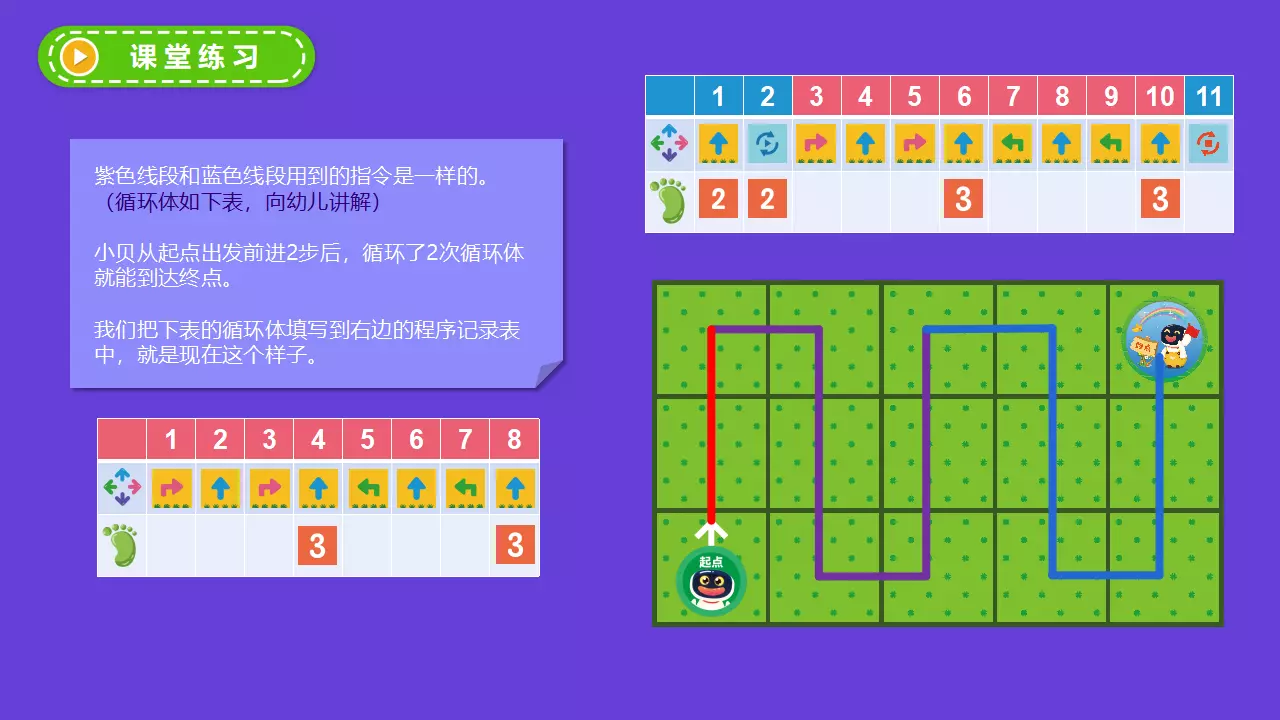 课堂练习
紫色线段和蓝色线段用到的指令是一样的。
（循环体如下表，向幼儿讲解）
小贝从起点出发前进2步后，循环了2次循环体
就能到达终点。
我们把下表的循环体填写到右边的程序记录表
中，就是现在这个样子。
1 2 3 4 5 6 7 8
3 3
1 2 3 4 5 6 7 8 9 10 11
2 2 3 3
终点
起点